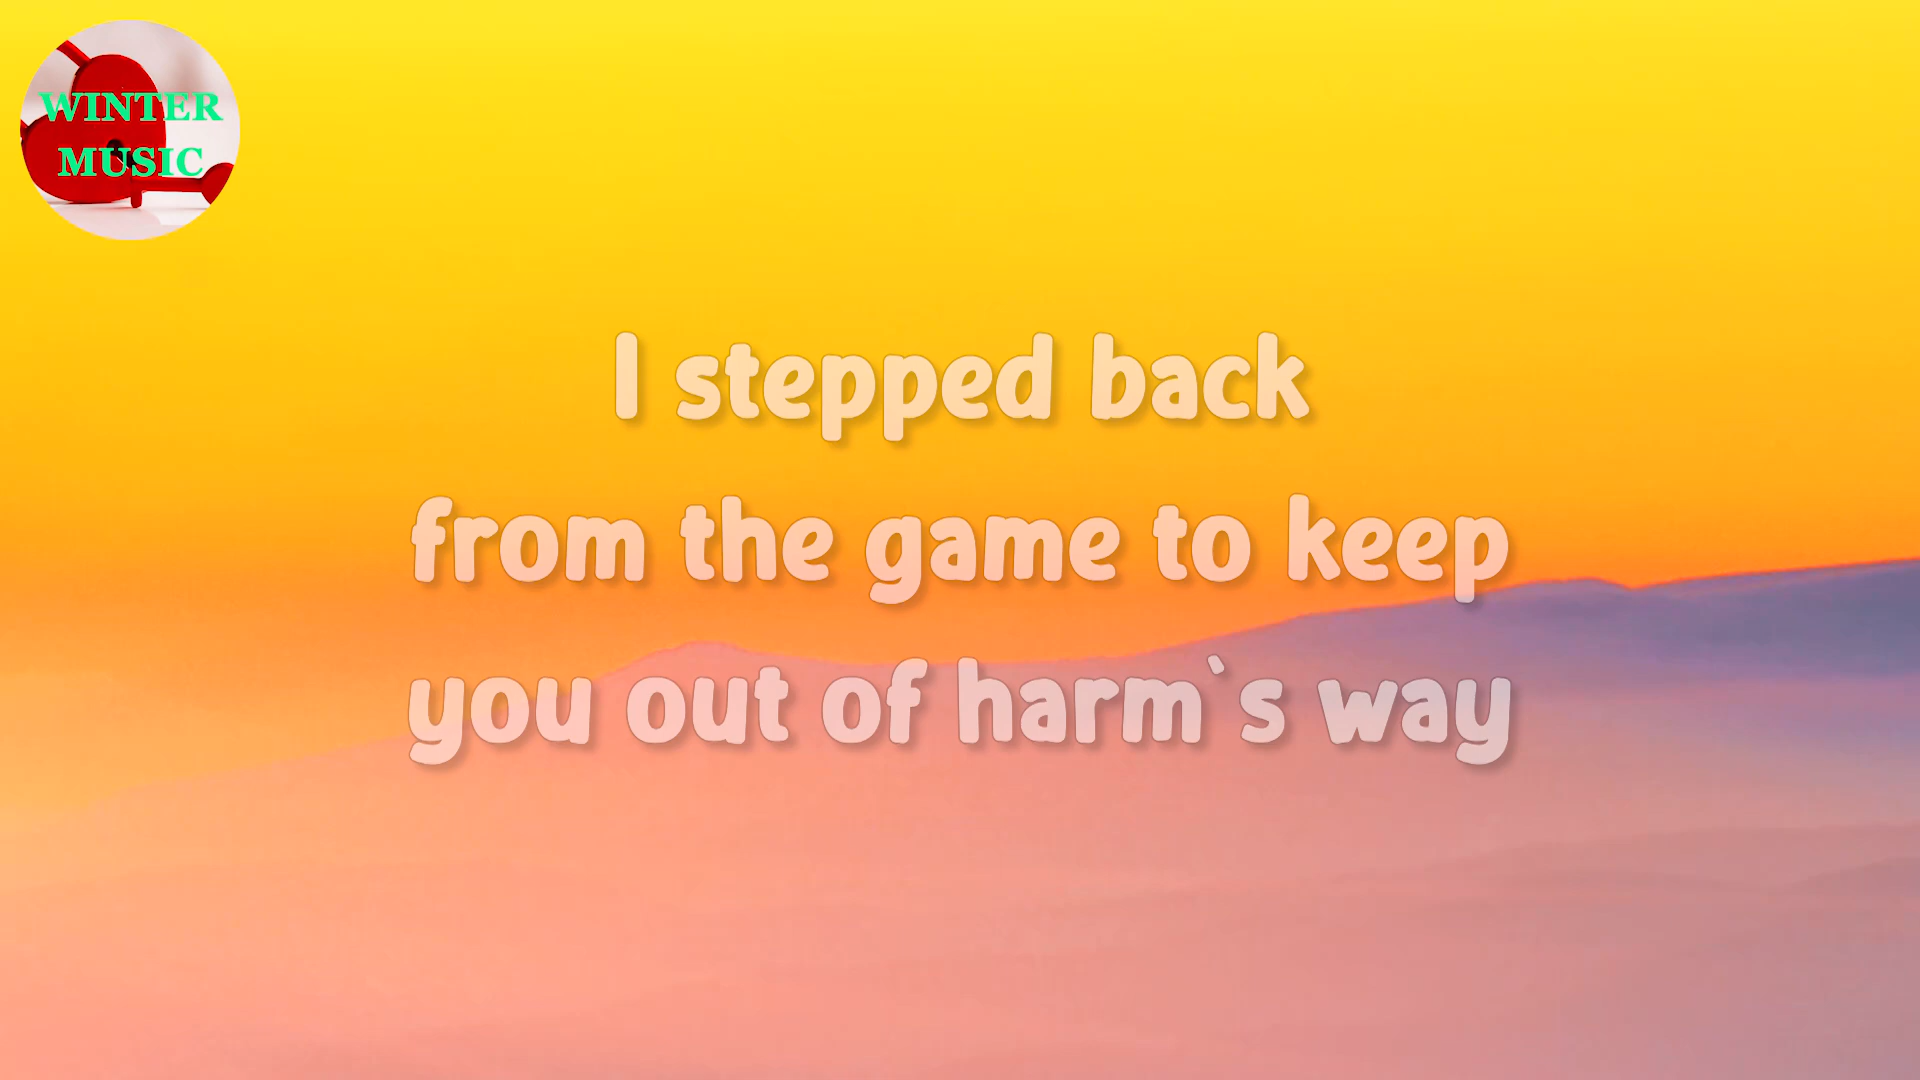 WINTER
MUSIC
I stepped back
from the game to keep
you out of harm`s way